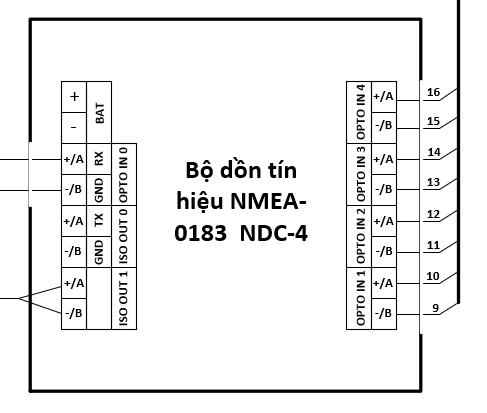 +
-
BAT
+/A
-/B
+/A
-/B
+/A
-/B
RX
GND
TX
GND
OPTO IN 0
ISO OUT 0
ISO OUT 1
Bộ dồn tín
hiệu NMEA-
0183 NDC-4
OPTO IN 4
OPTO IN 3
OPTO IN 2
OPTO IN 1
+/A
-/B
+/A
-/B
+/A
-/B
+/A
-/B
16
15
14
13
12
11
10
9